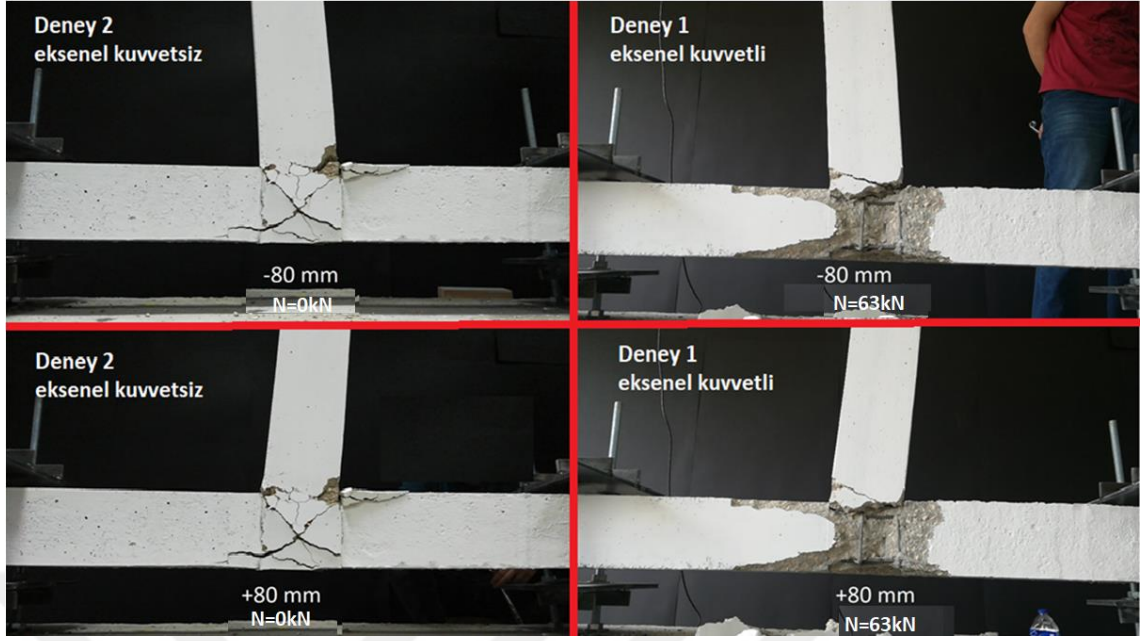 Deney 2
eksenel kuvvetsiz
-80 mm
N=0kN
Deney 1
eksenel kuvvetli
-80 mm
N=63kN
Deney 2
eksenel kuvvetsiz
+80 mm
N=0kN
Deney 1
eksenel kuvvetli
+80 mm
N=63kN